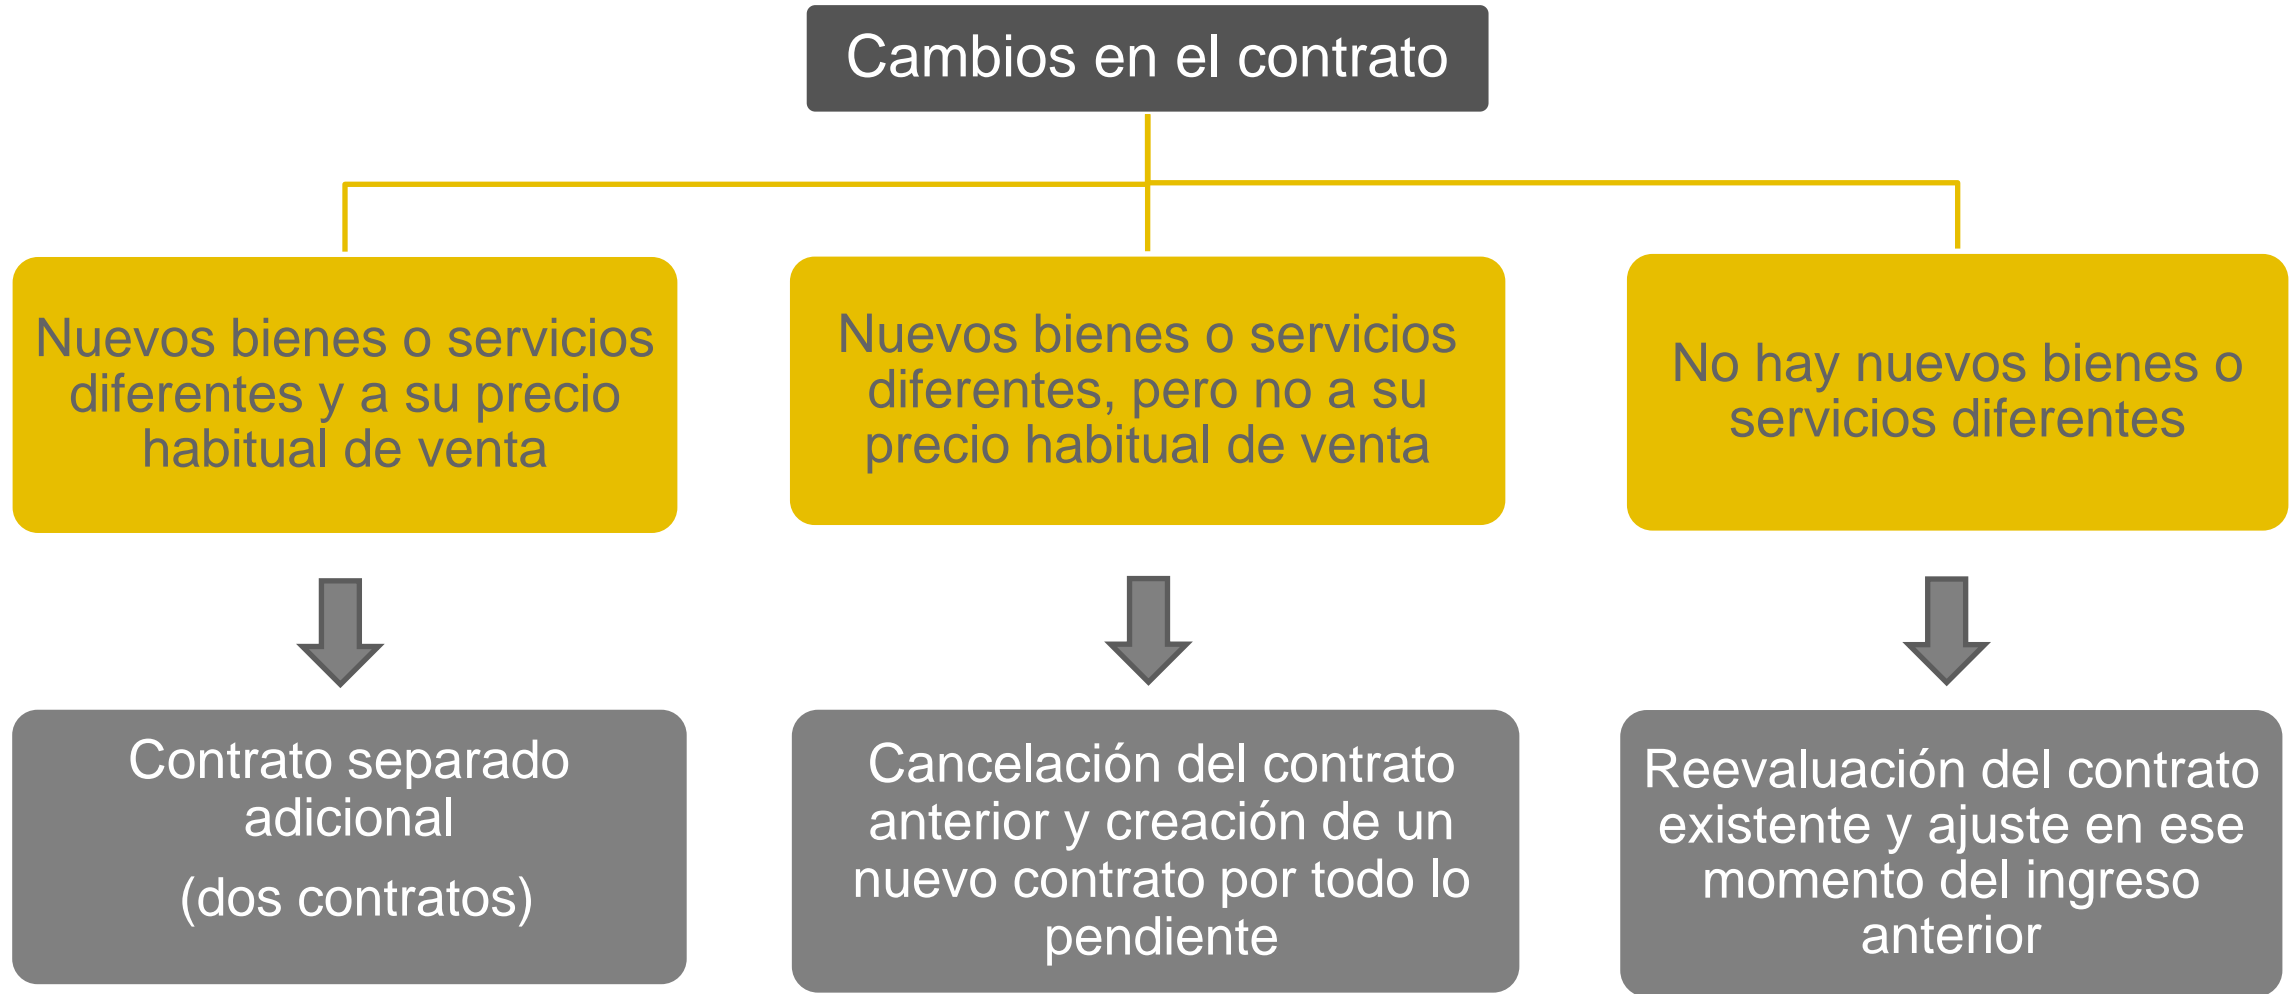 Cambios en el contrato
Nuevos bienes o servicios
diferentes y a su precio
habitual de venta
Nuevos bienes o servicios
diferentes, pero no a su
precio habitual de venta
No hay nuevos bienes o
servicios diferentes
Contrato separado
adicional
(dos contratos)
Cancelación del contrato
anterior y creación de un
nuevo contrato por todo lo
pendiente
Reevaluación del contrato
existente y ajuste en ese
momento del ingreso
anterior